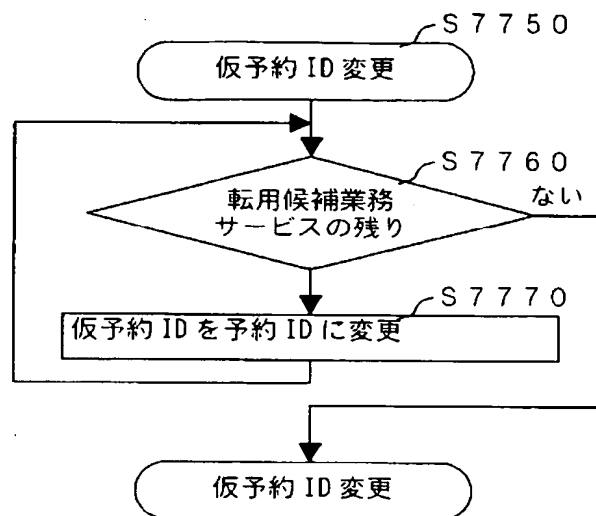 S7750
仮予約ID変更
S7760
転用候補業務
サービスの残り
ない
S7770
仮予約IDを予約IDに変更
仮予約ID変更